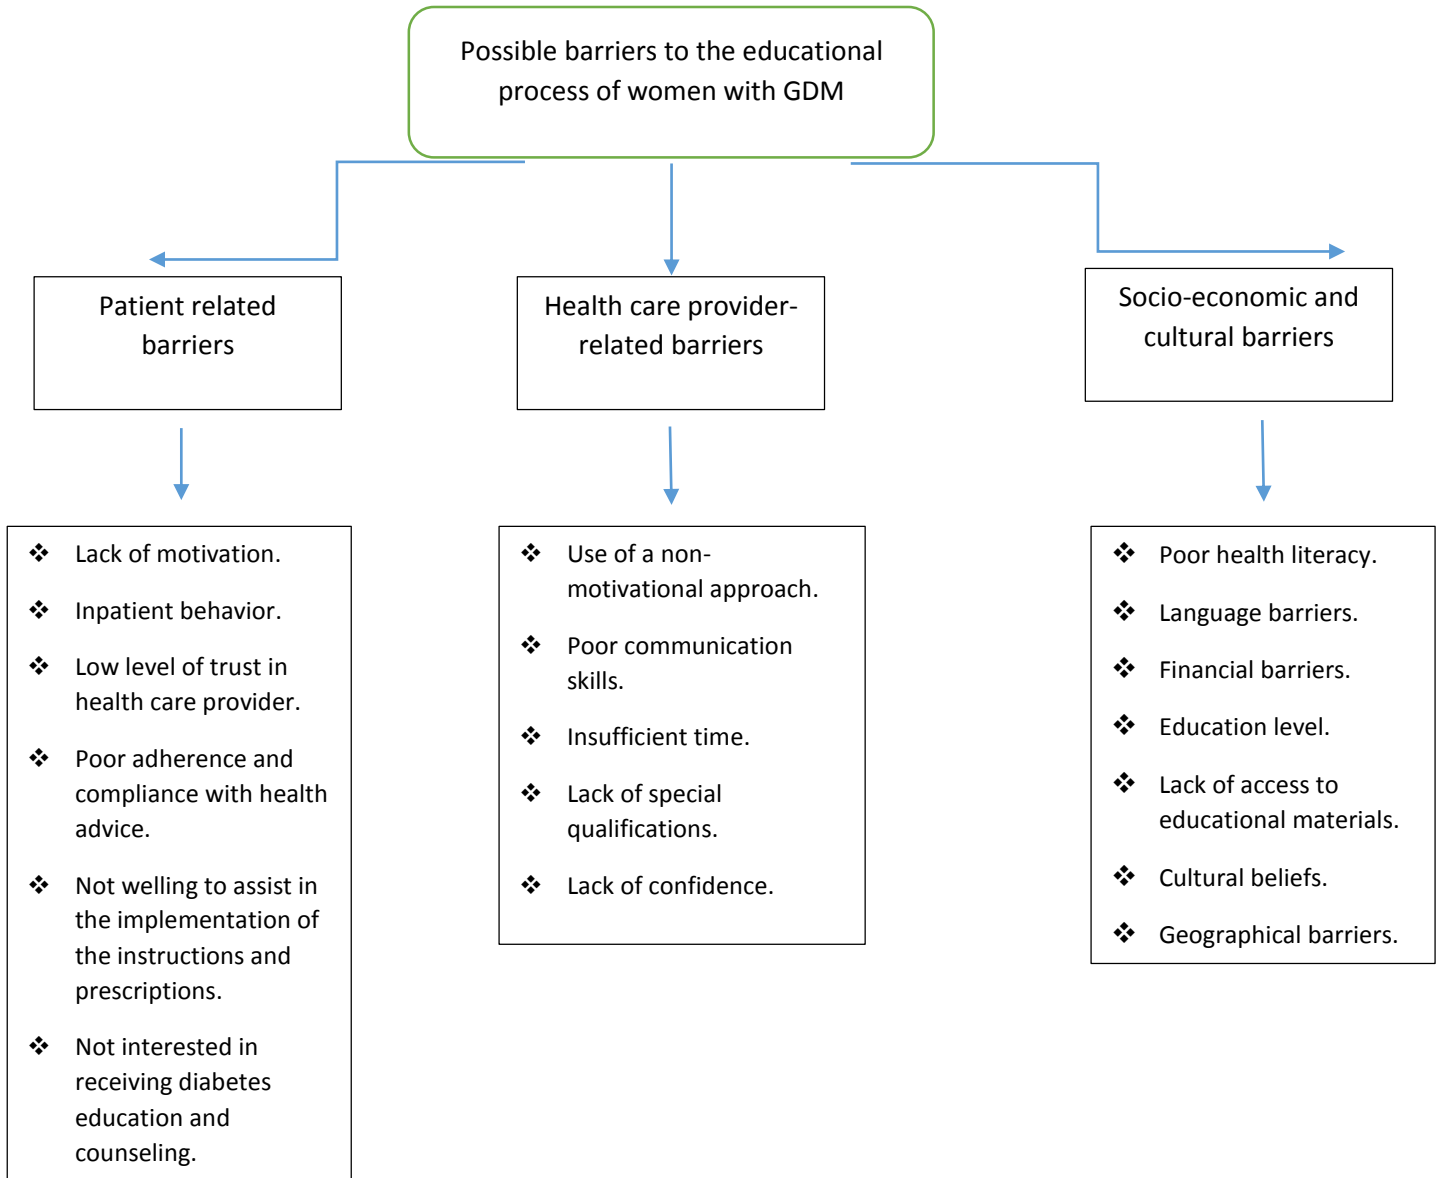 Possible barriers to the educational
process of women with GDM
Patient related
barriers
Health care provider-
related barriers
Socio-economic and
cultural barriers
❖ Lack of motivation.
❖ Inpatient behavior.
❖ Low level of trust in
health care provider.
❖ Poor adherence and
compliance with health
advice.
❖ Not welling to assist in
the implementation of
the instructions and
prescriptions.
❖ Not interested in
receiving diabetes
education and
counseling.
❖ Use of a non-
motivational approach.
❖ Poor communication
skills.
❖ Insufficient time.
❖ Lack of special
qualifications.
❖ Lack of confidence.
❖ Poor health literacy.
❖ Language barriers.
❖ Financial barriers.
❖ Education level.
❖ Lack of access to
educational materials.
❖ Cultural beliefs.
❖ Geographical barriers.